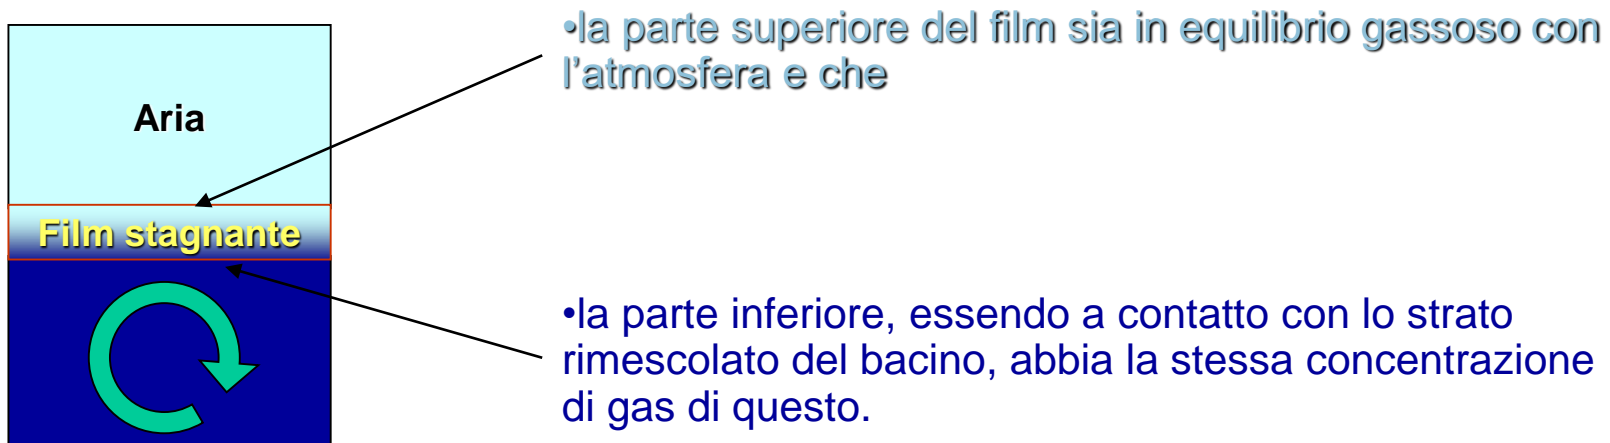 •la parte superiore del film sia in equilibrio gassoso con
l’atmosfera e che
Aria
Film stagnante
•la parte inferiore, essendo a contatto con lo strato
rimescolato del bacino, abbia la stessa concentrazione
di gas di questo.